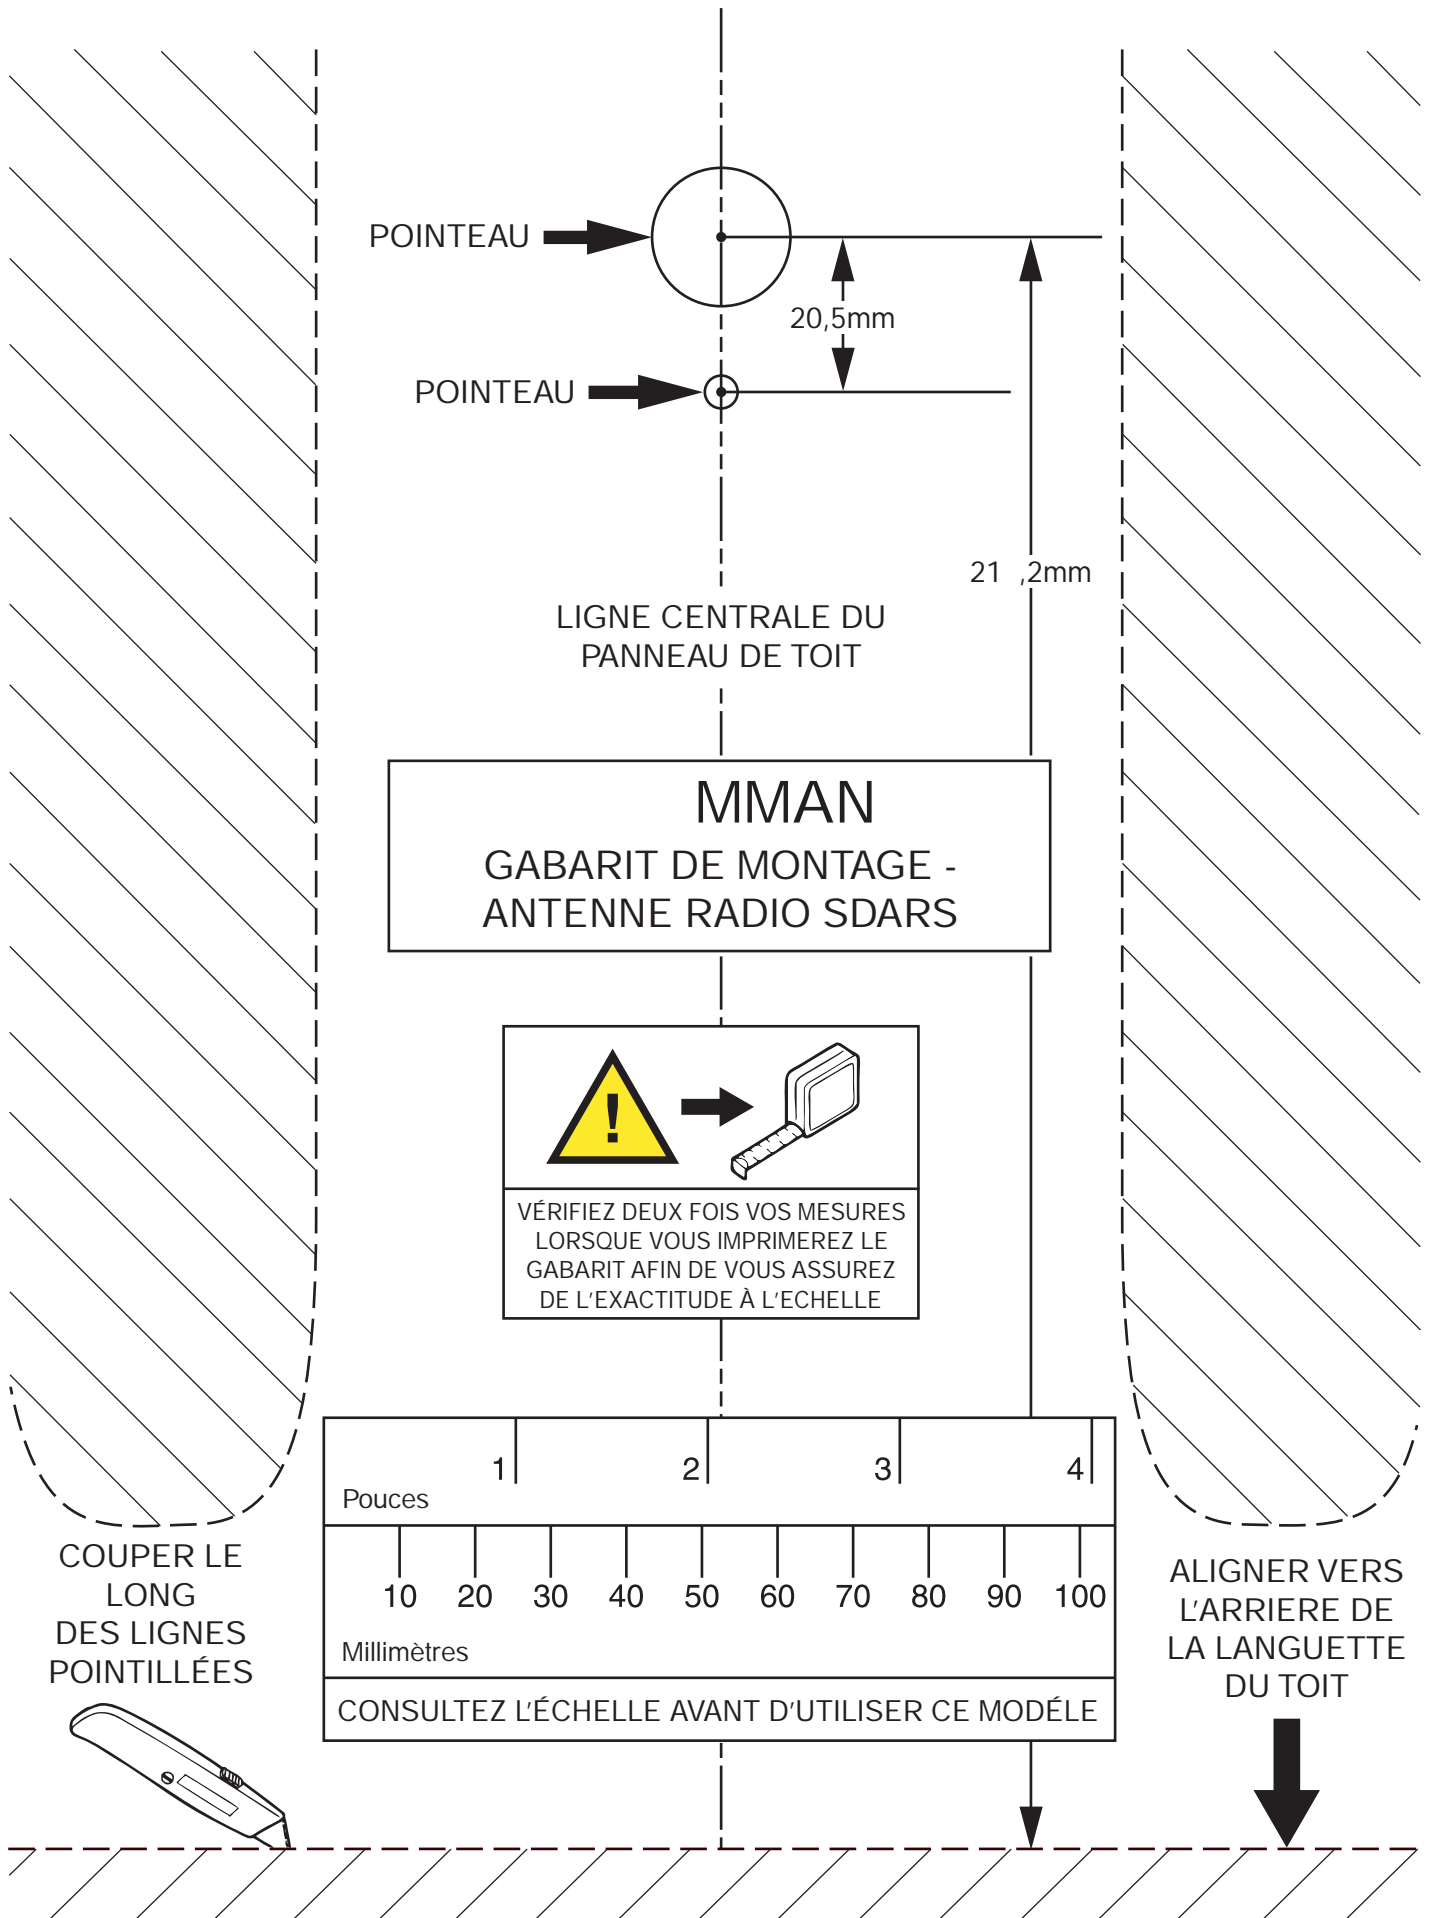 POINTEAU
20,5mm
POINTEAU
21 ,2mm
LIGNE CENTRALE DU
PANNEAU DE TOIT
MMAN
GABARIT DE MONTAGE -
ANTENNE RADIO SDARS
!
VÉRIFIEZ DEUX FOIS VOS MESURES
LORSQUE VOUS IMPRIMEREZ LE
GABARIT AFIN DE VOUS ASSUREZ
DE L'EXACTITUDE À L'ECHELLE
1 2 3 4
Pouces
10 20 30 40 50 60 70 80 90 100
Millimètres
CONSULTEZ L'ÉCHELLE AVANT D'UTILISER CE MODÉLE
COUPER LE
LONG
DES LIGNES
POINTILLÉES
ALIGNER VERS
L'ARRIERE DE
LA LANGUETTE
DU TOIT